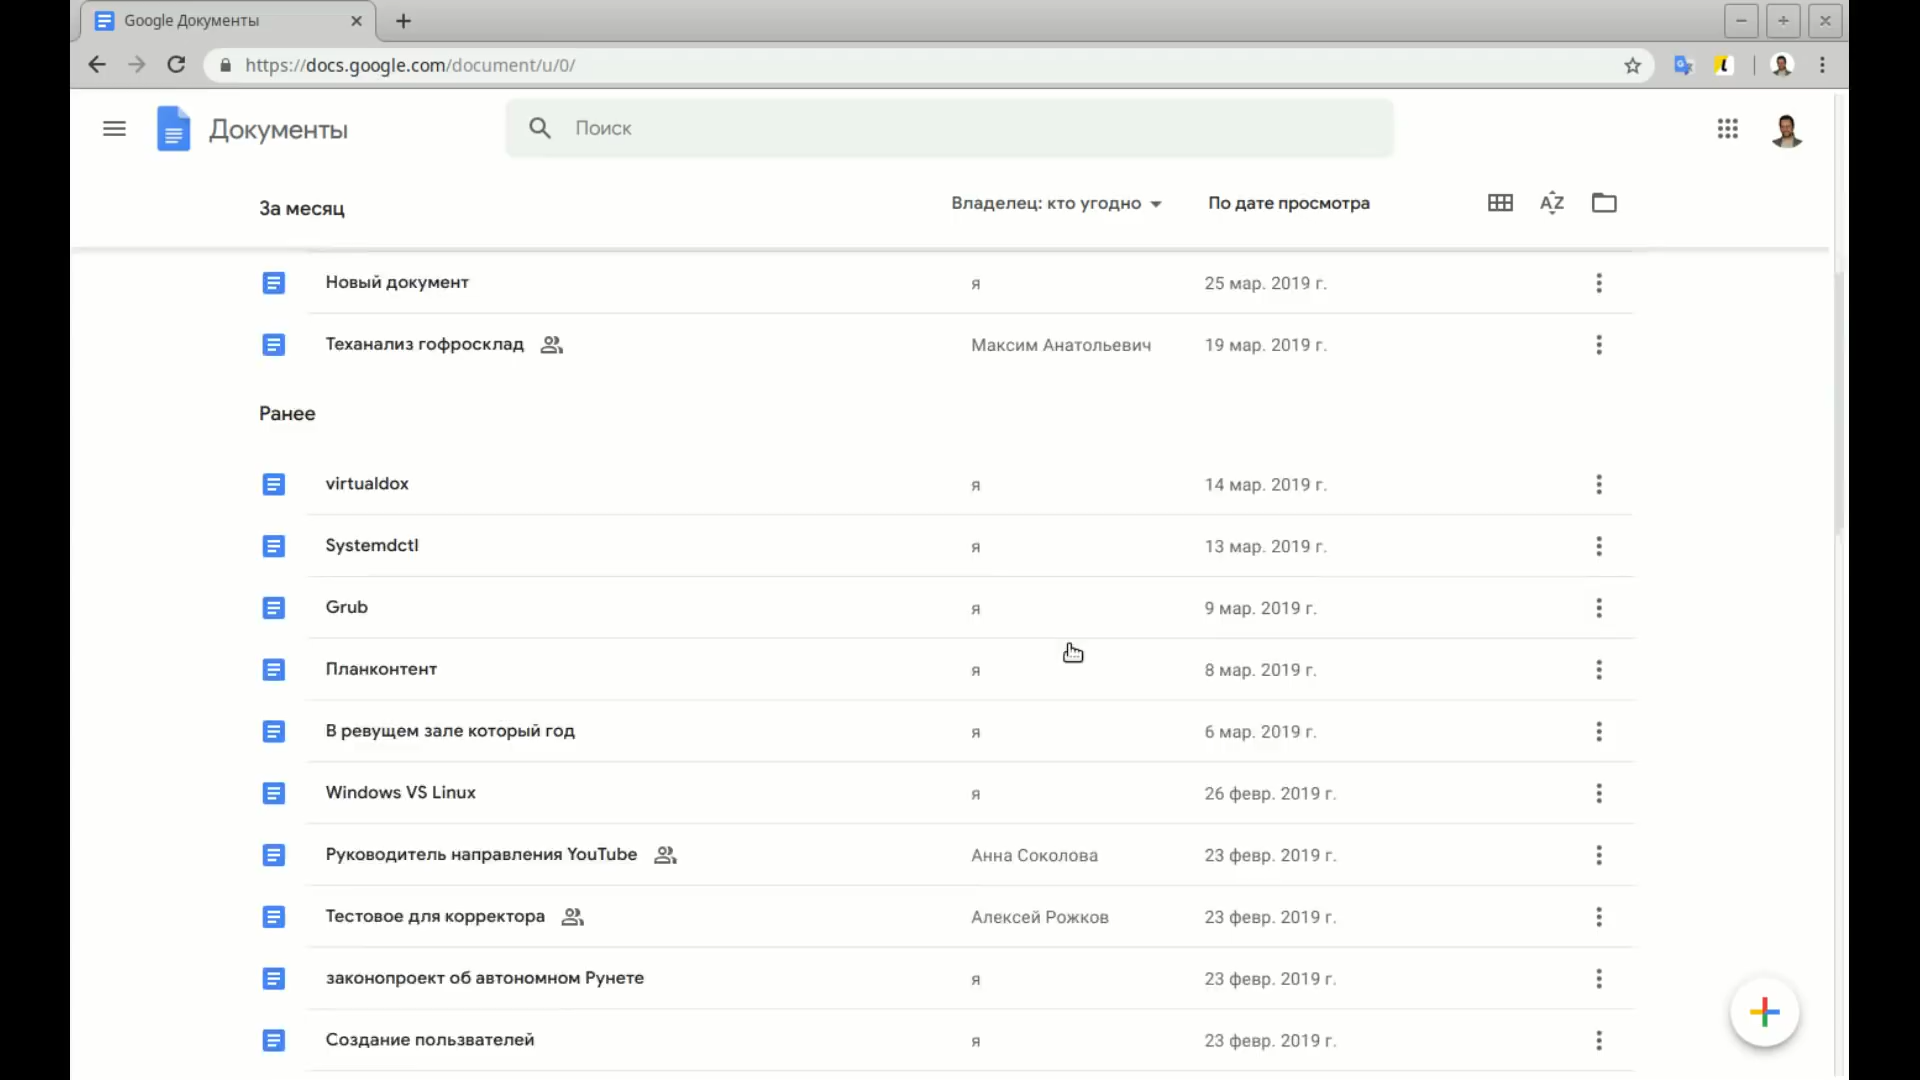 Google Документы
https://docs.google.com/document/u/0/
Документы
Поиск
За месяц
Владелец: кто угодно
По дате просмотра
AZ
Новый документ я 25 мар. 2019 г.
Теханализ гофросклад Максим Анатольевич 19 мар. 2019 г.
Ранее
virtualdox я 14 мар. 2019 г.
Systemdctl я 13 мар. 2019 г.
Grub я 9 мар. 2019 г.
Планконтент я 8 мар. 2019 г.
В ревущем зале который год я 6 мар. 2019 г.
Windows VS Linux я 26 февр. 2019 г.
Руководитель направления YouTube Анна Соколова 23 февр. 2019 г.
Тестовое для корректора Алексей Рожков 23 февр. 2019 г.
законопроект об автономном Рунете я 23 февр. 2019 г.
Создание пользвателей я 23 февр. 2019 г.